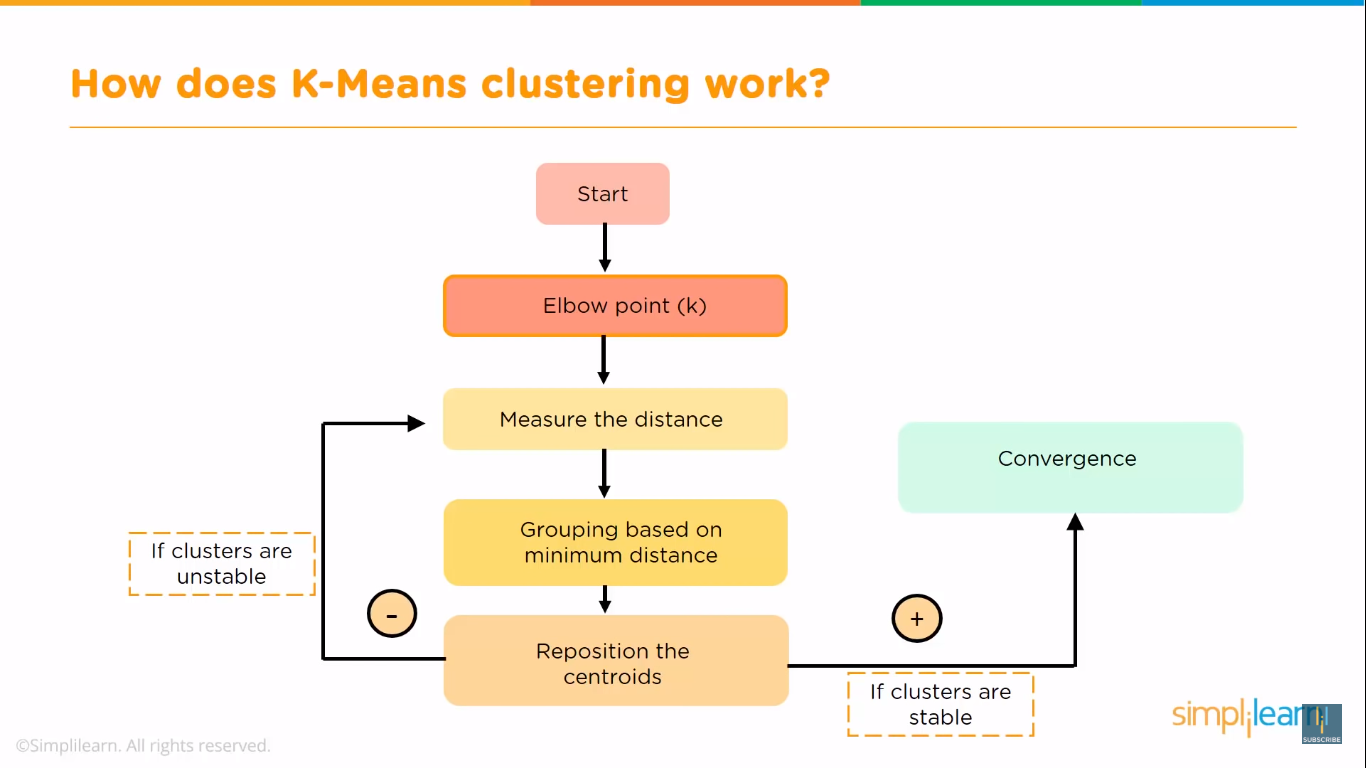 How does K-Means clustering work?
Start
Elbow point (k)
Measure the distance
Convergence
Grouping based on
minimum distance
If clusters are
unstable
-
+
Reposition the
centroids
If clusters are
stable
simplilearn
SUBSCRIBE
©Simplilearn. All rights reserved.